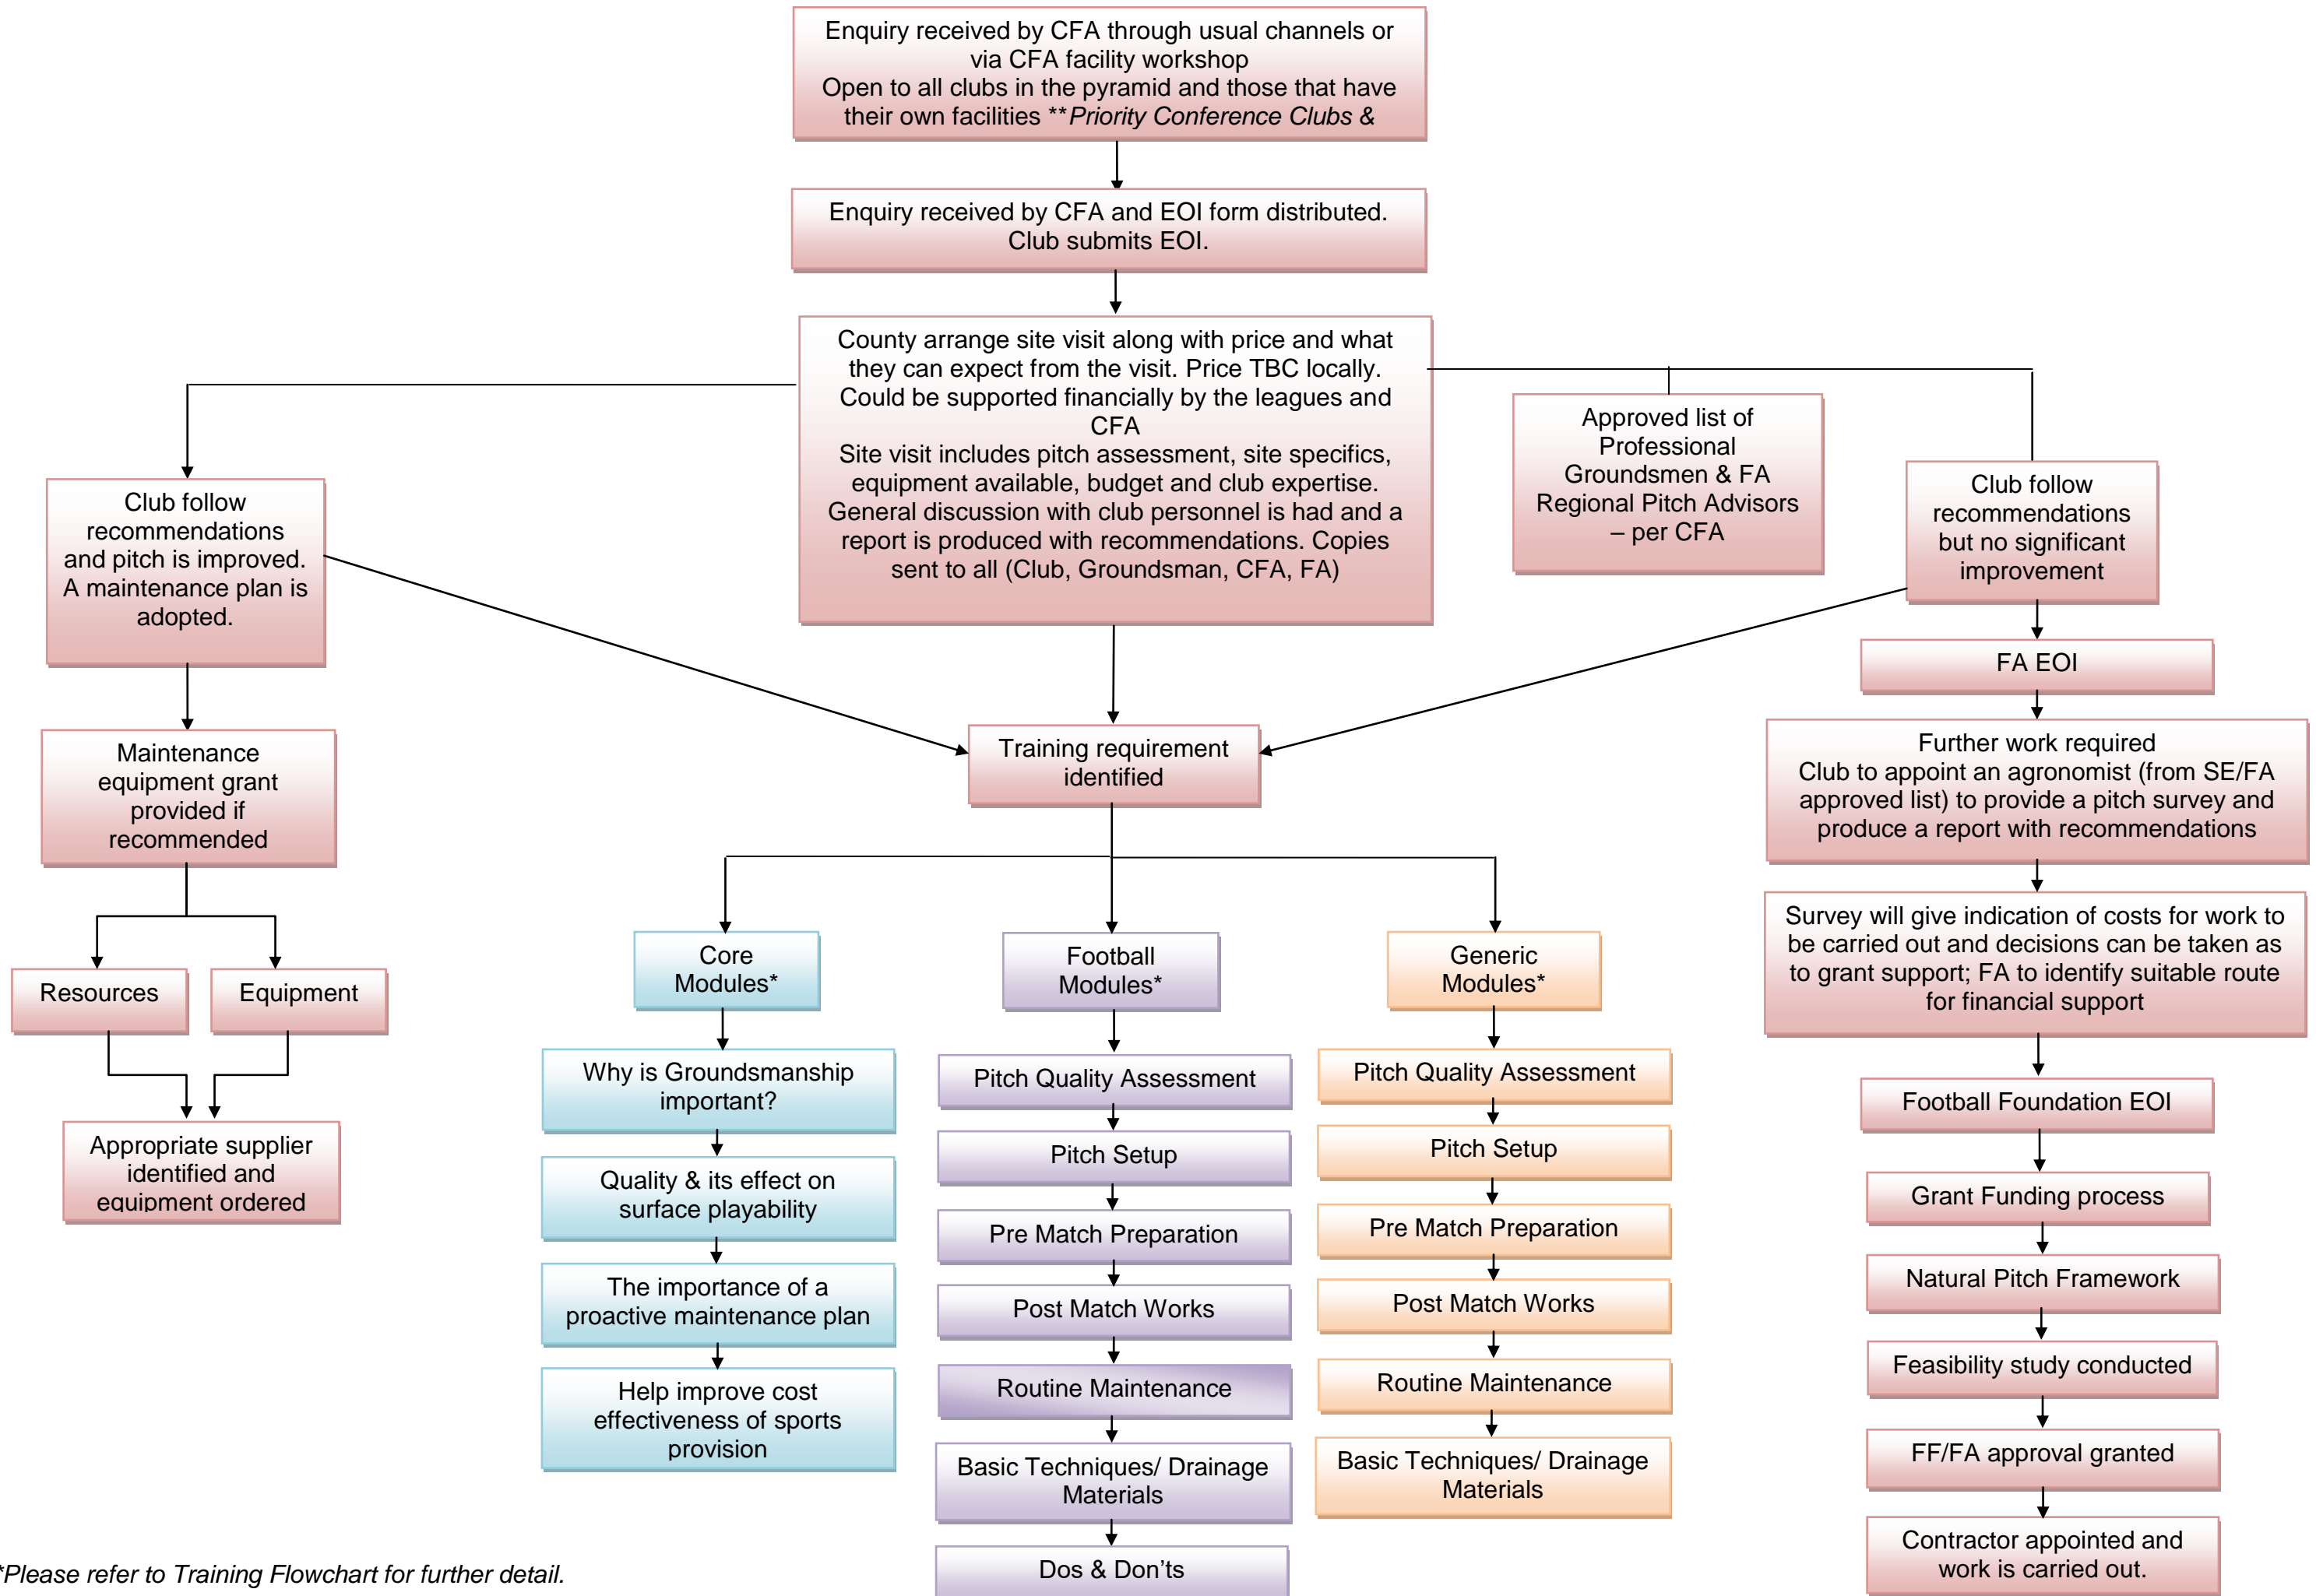 Enquiry received by CFA through usual channels or
via CFA facility workshop
Open to all clubs in the pyramid and those that have
their own facilities **Priority Conference Clubs &
Enquiry received by CFA and EOI form distributed.
Club submits EOI.
County arrange site visit along with price and what
they can expect from the visit. Price TBC locally.
Could be supported financially by the leagues and
CFA
Site visit includes pitch assessment, site specifics,
equipment available, budget and club expertise.
General discussion with club personnel is had and a
report is produced with recommendations. Copies
sent to all (Club, Groundsman, CFA, FA)
Approved list of
Professional
Groundsmen & FA
Regional Pitch Advisors
– per CFA
Club follow
recommendations
and pitch is improved.
A maintenance plan is
adopted.
Maintenance
equipment grant
provided if
recommended
Resources
Equipment
Appropriate supplier
identified and
equipment ordered
Training requirement
identified
Core
Modules*
Why is Groundsmanship
important?
Quality & its effect on
surface playability
The importance of a
proactive maintenance plan
Help improve cost
effectiveness of sports
provision
Football
Modules*
Pitch Quality Assessment
Pitch Setup
Pre Match Preparation
Post Match Works
Routine Maintenance
Basic Techniques/ Drainage
Materials
Dos & Don'ts
Generic
Modules*
Pitch Quality Assessment
Pitch Setup
Pre Match Preparation
Post Match Works
Routine Maintenance
Basic Techniques/ Drainage
Materials
Club follow
recommendations
but no significant
improvement
FA EOI
Further work required
Club to appoint an agronomist (from SE/FA
approved list) to provide a pitch survey and
produce a report with recommendations
Survey will give indication of costs for work to
be carried out and decisions can be taken as
to grant support; FA to identify suitable route
for financial support
Football Foundation EOI
Grant Funding process
Natural Pitch Framework
Feasibility study conducted
FF/FA approval granted
Contractor appointed and
work is carried out.
*Please refer to Training Flowchart for further detail.